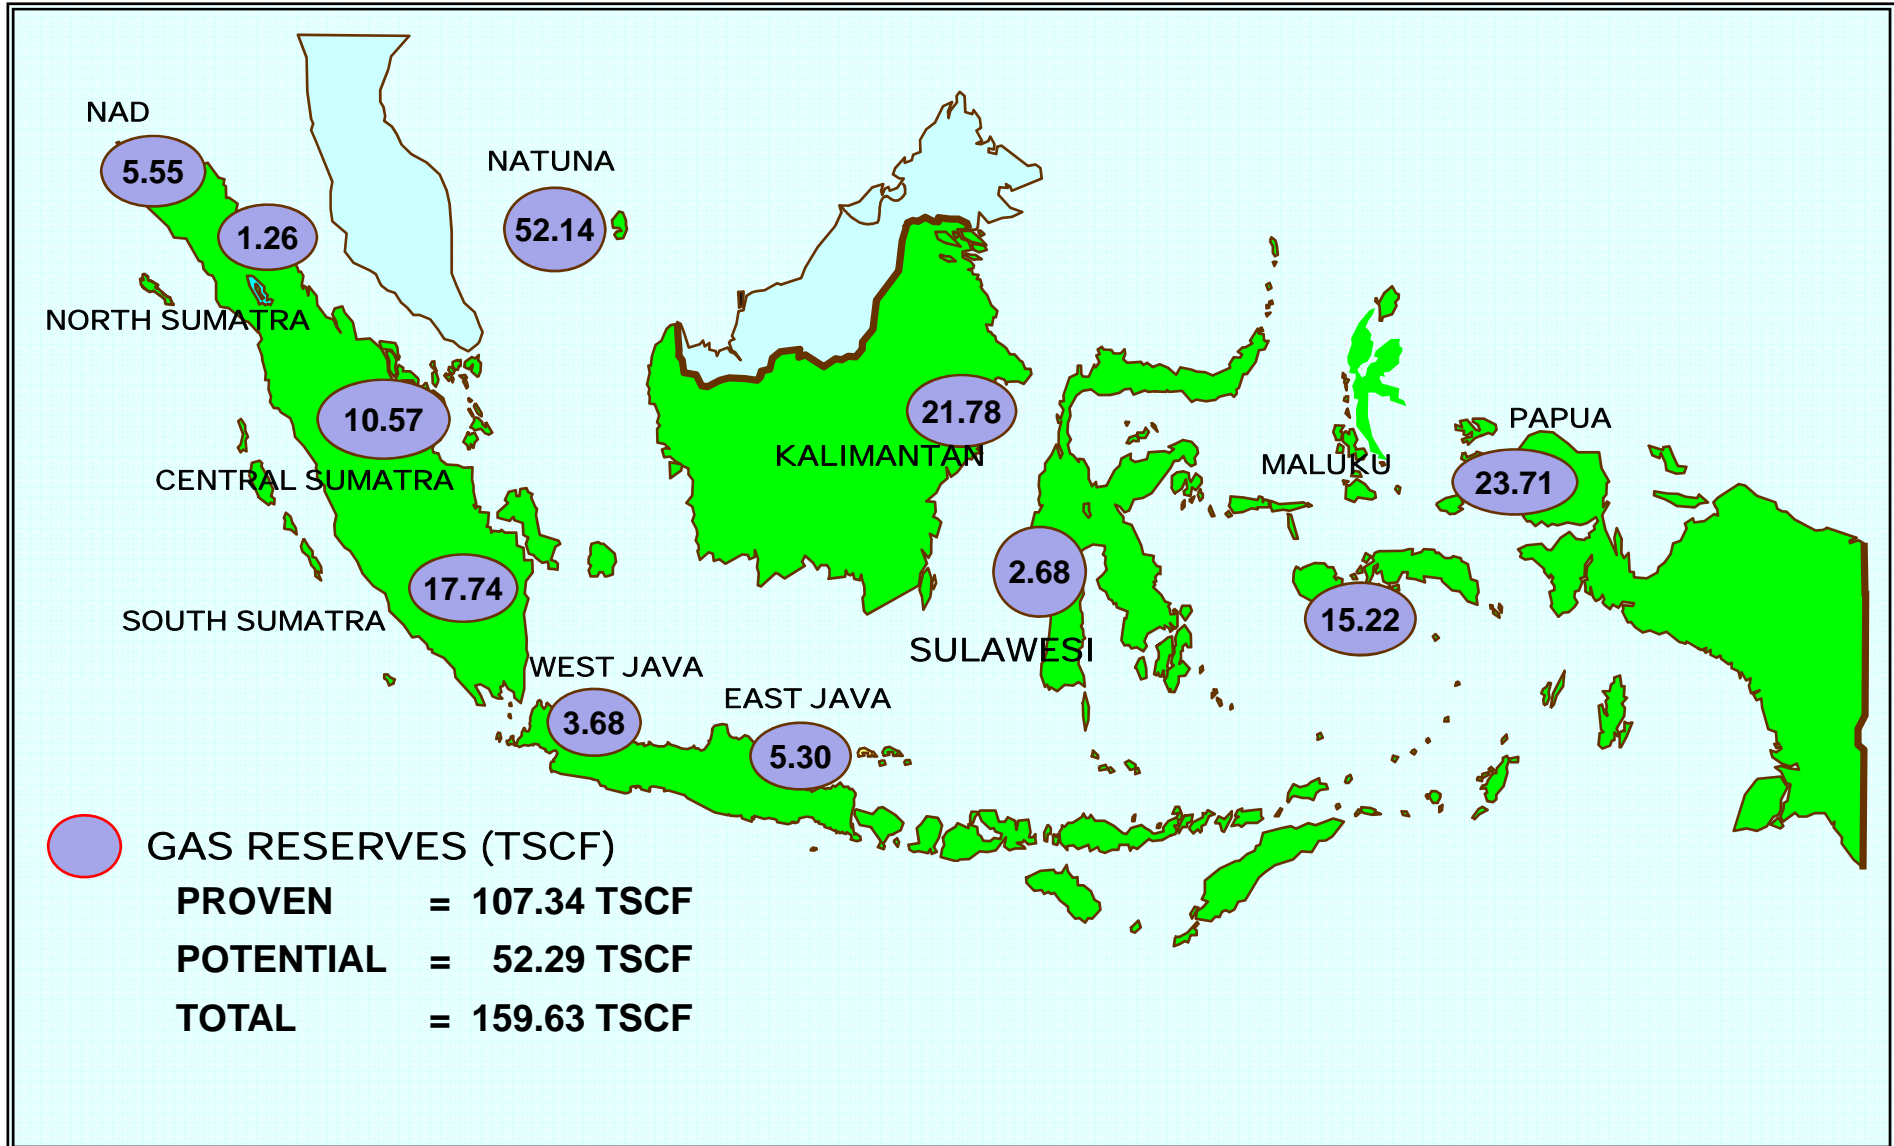 NAD
5.55
NATUNA
52.14
1.26
NORTH SUMATRA
10.57
CENTRAL SUMATRA
21.78
KALIMANTAN
PAPUA
MALUKU
23.71
17.74
SOUTH SUMATRA
2.68
SULAWESI
15.22
WEST JAVA
3.68
EAST JAVA
5.30
GAS RESERVES (TSCF)
PROVEN = 107.34 TSCF
POTENTIAL = 52.29 TSCF
TOTAL = 159.63 TSCF